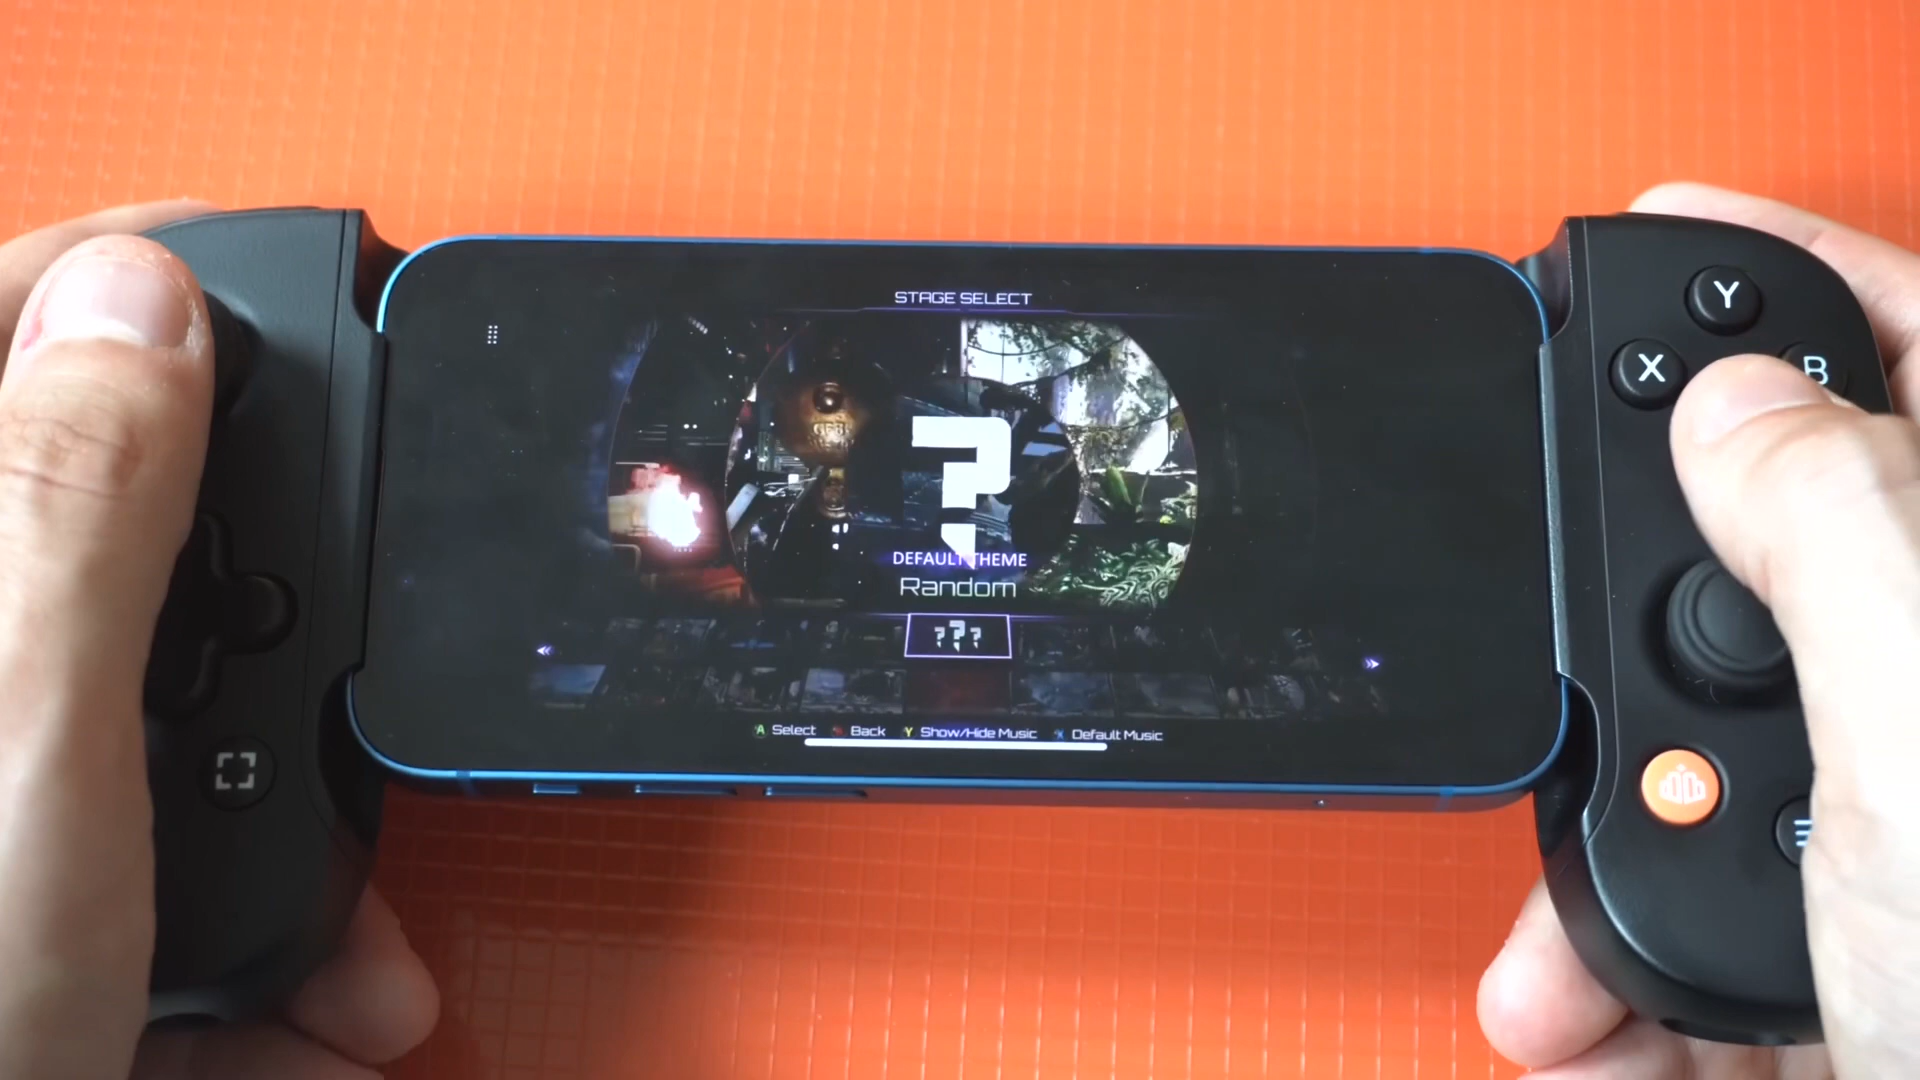 STAGE SELECT
?
DEFAULT THEME
Random
???
A Select B Back Y Show/Hide Music X Default Music
Y
X
B